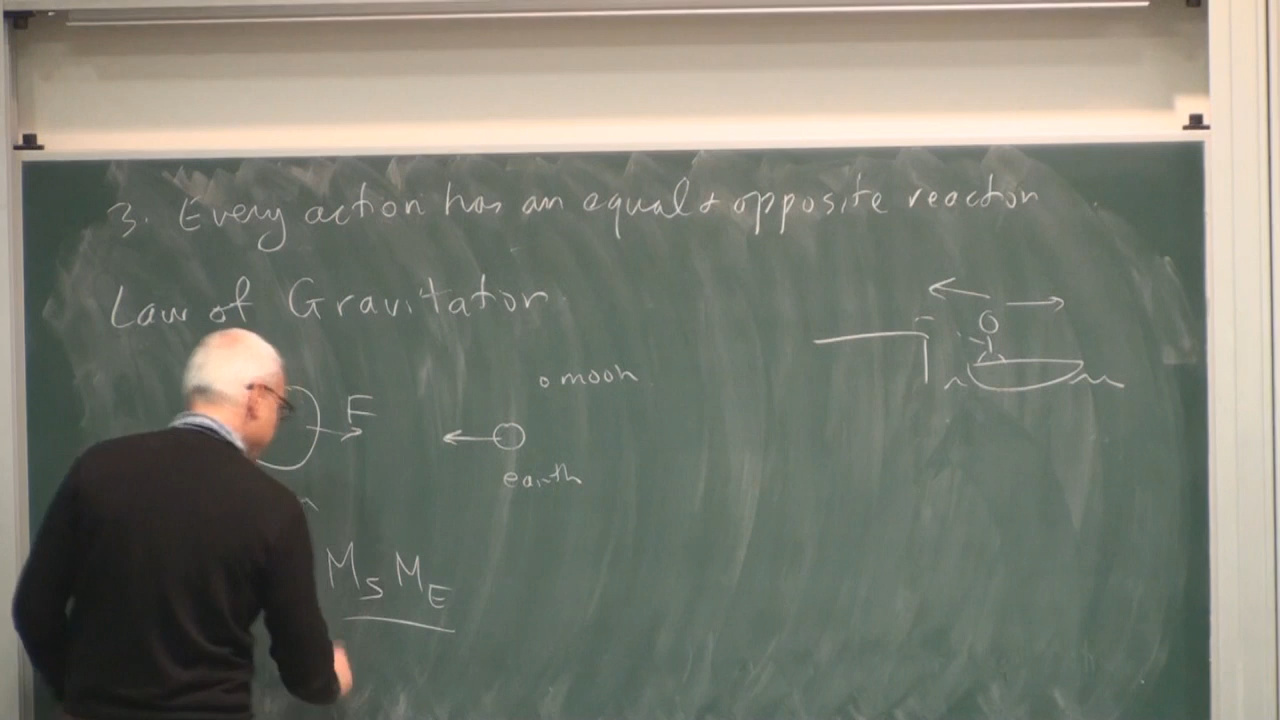 3. Every action has an equal & opposite reaction
Law of Gravitation
moon
F
earth
M_S M_E